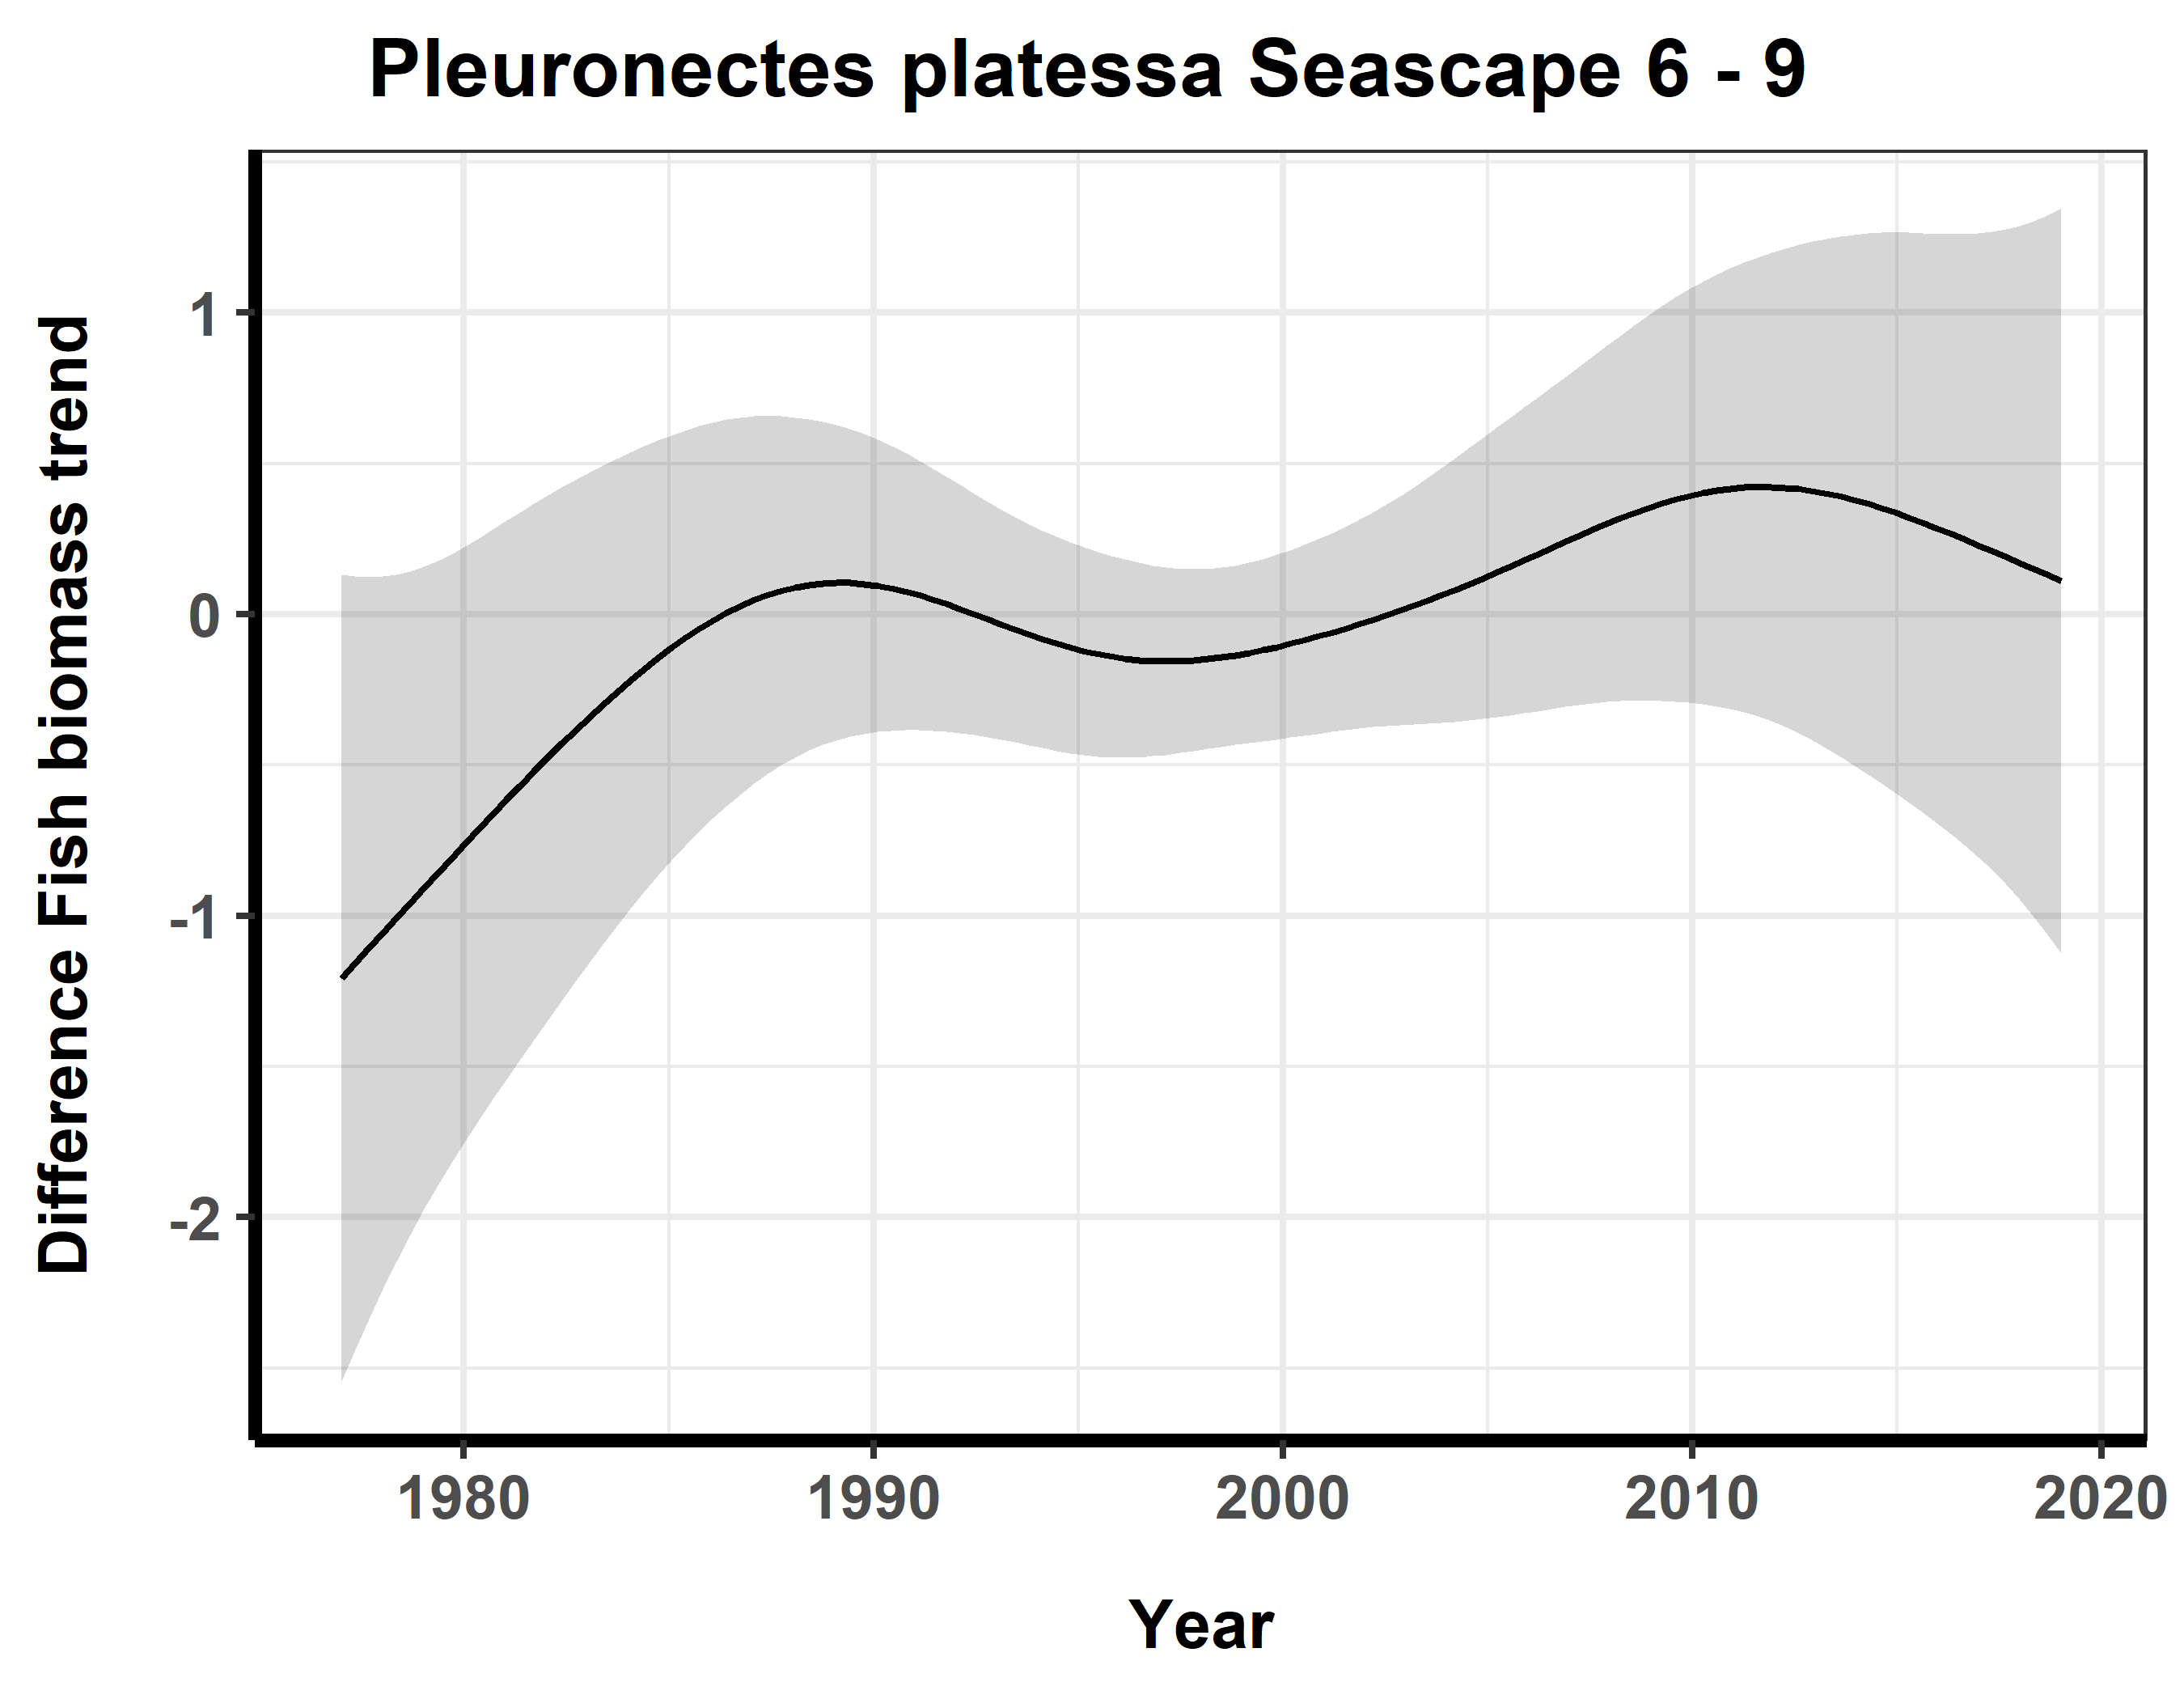 Pleuronectes platessa Seascape 6 - 9
Difference Fish biomass trend
1
0
-1
-2
1980 1990 2000 2010 2020
Year